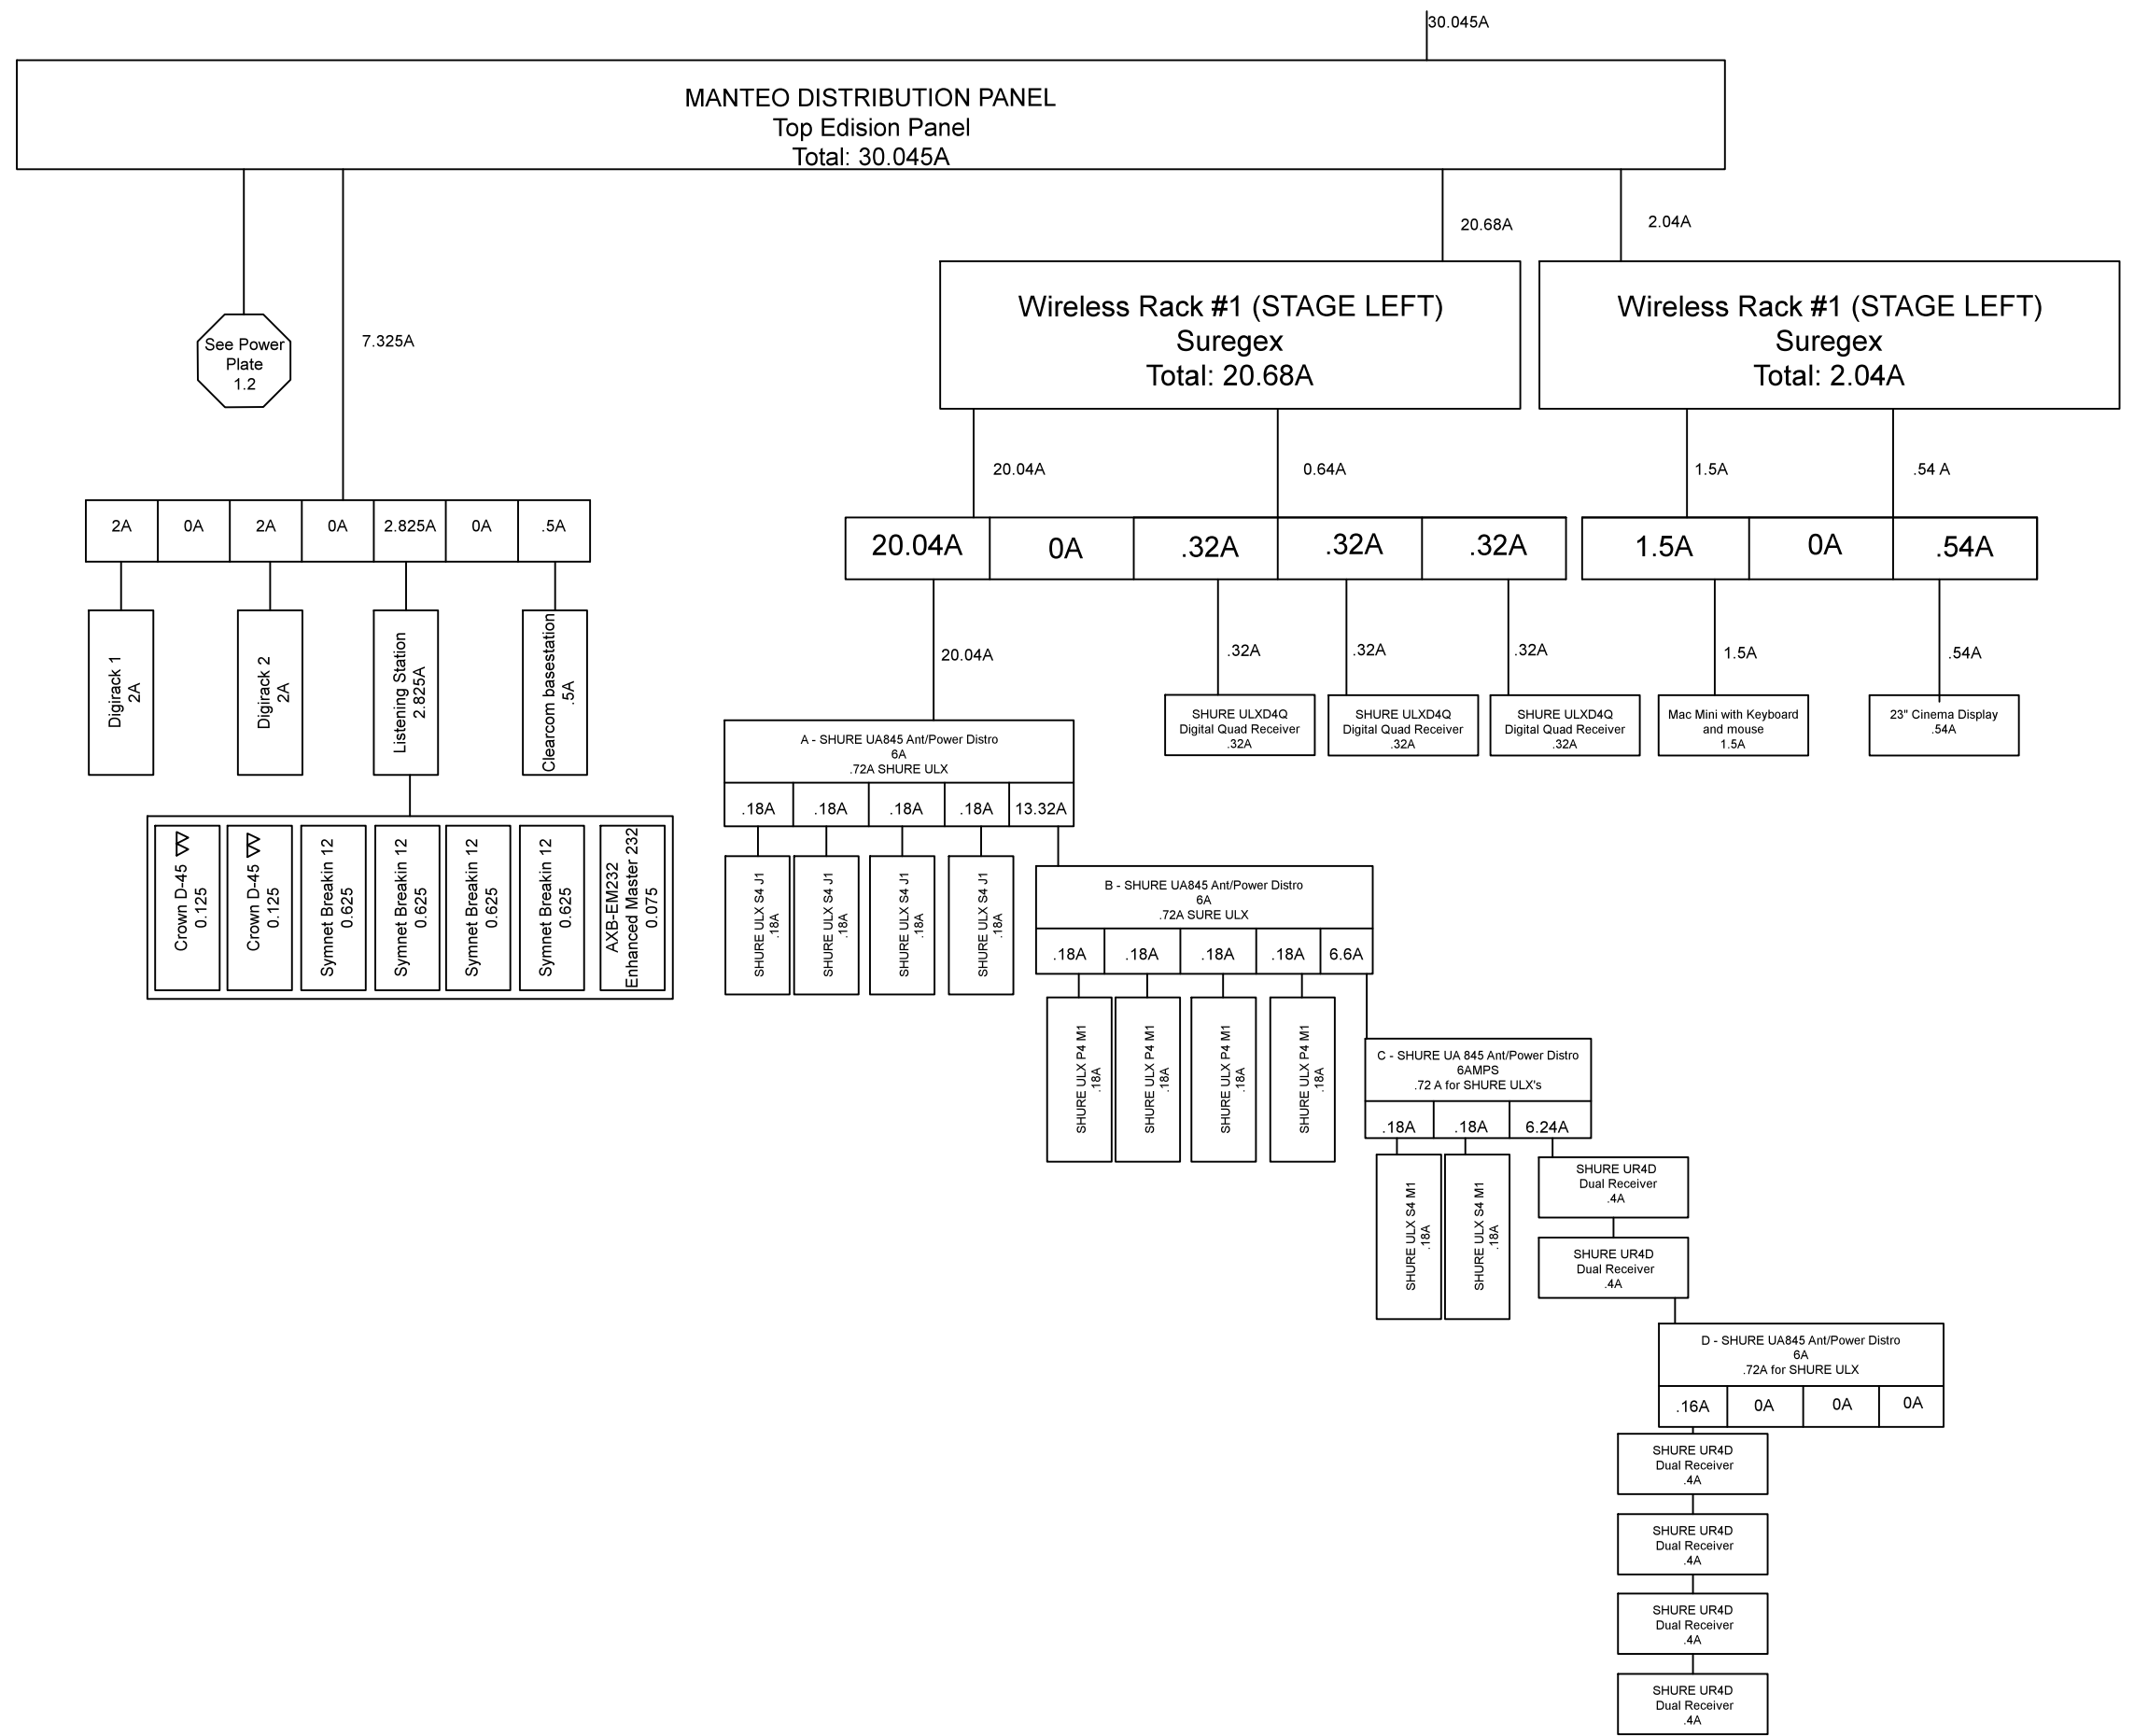 30.045A
MANTEO DISTRIBUTION PANEL
Top Edision Panel
Total: 30.045A
20.68A
2.04A
See Power
Plate
1.2
7.325A
Wireless Rack #1 (STAGE LEFT)
Suregex
Total: 20.68A
Wireless Rack #1 (STAGE LEFT)
Suregex
Total: 2.04A
20.04A
0.64A
1.5A
.54 A
2A
0A
2A
0A
2.825A
0A
.5A
20.04A
0A
.32A
.32A
.32A
1.5A
0A
.54A
Digirack 1
2A
Digirack 2
2A
Listening Station
2.825A
Clearcom basestation
.5A
20.04A
.32A
.32A
.32A
1.5A
.54A
SHURE ULXD4Q
Digital Quad Receiver
.32A
SHURE ULXD4Q
Digital Quad Receiver
.32A
SHURE ULXD4Q
Digital Quad Receiver
.32A
Mac Mini with Keyboard
and mouse
1.5A
23" Cinema Display
.54A
A - SHURE UA845 Ant/Power Distro
6A
.72A SHURE ULX
.18A
.18A
.18A
.18A
13.32A
Crown D-45
0.125
Crown D-45
0.125
Symnet Breakin 12
0.625
Symnet Breakin 12
0.625
Symnet Breakin 12
0.625
Symnet Breakin 12
0.625
AXB-EM232
Enhanced Master 232
0.075
SHURE ULX S4 J1
.18A
SHURE ULX S4 J1
.18A
SHURE ULX S4 J1
.18A
SHURE ULX S4 J1
.18A
B - SHURE UA845 Ant/Power Distro
6A
.72A SURE ULX
.18A
.18A
.18A
.18A
6.6A
SHURE ULX P4 M1
.18A
SHURE ULX P4 M1
.18A
SHURE ULX P4 M1
.18A
SHURE ULX P4 M1
.18A
C - SHURE UA 845 Ant/Power Distro
6AMPS
.72 A for SHURE ULX's
.18A
.18A
6.24A
SHURE ULX S4 M1
.18A
SHURE ULX S4 M1
.18A
SHURE UR4D
Dual Receiver
.4A
SHURE UR4D
Dual Receiver
.4A
D - SHURE UA845 Ant/Power Distro
6A
.72A for SHURE ULX
.16A
0A
0A
0A
SHURE UR4D
Dual Receiver
.4A
SHURE UR4D
Dual Receiver
.4A
SHURE UR4D
Dual Receiver
.4A
SHURE UR4D
Dual Receiver
.4A